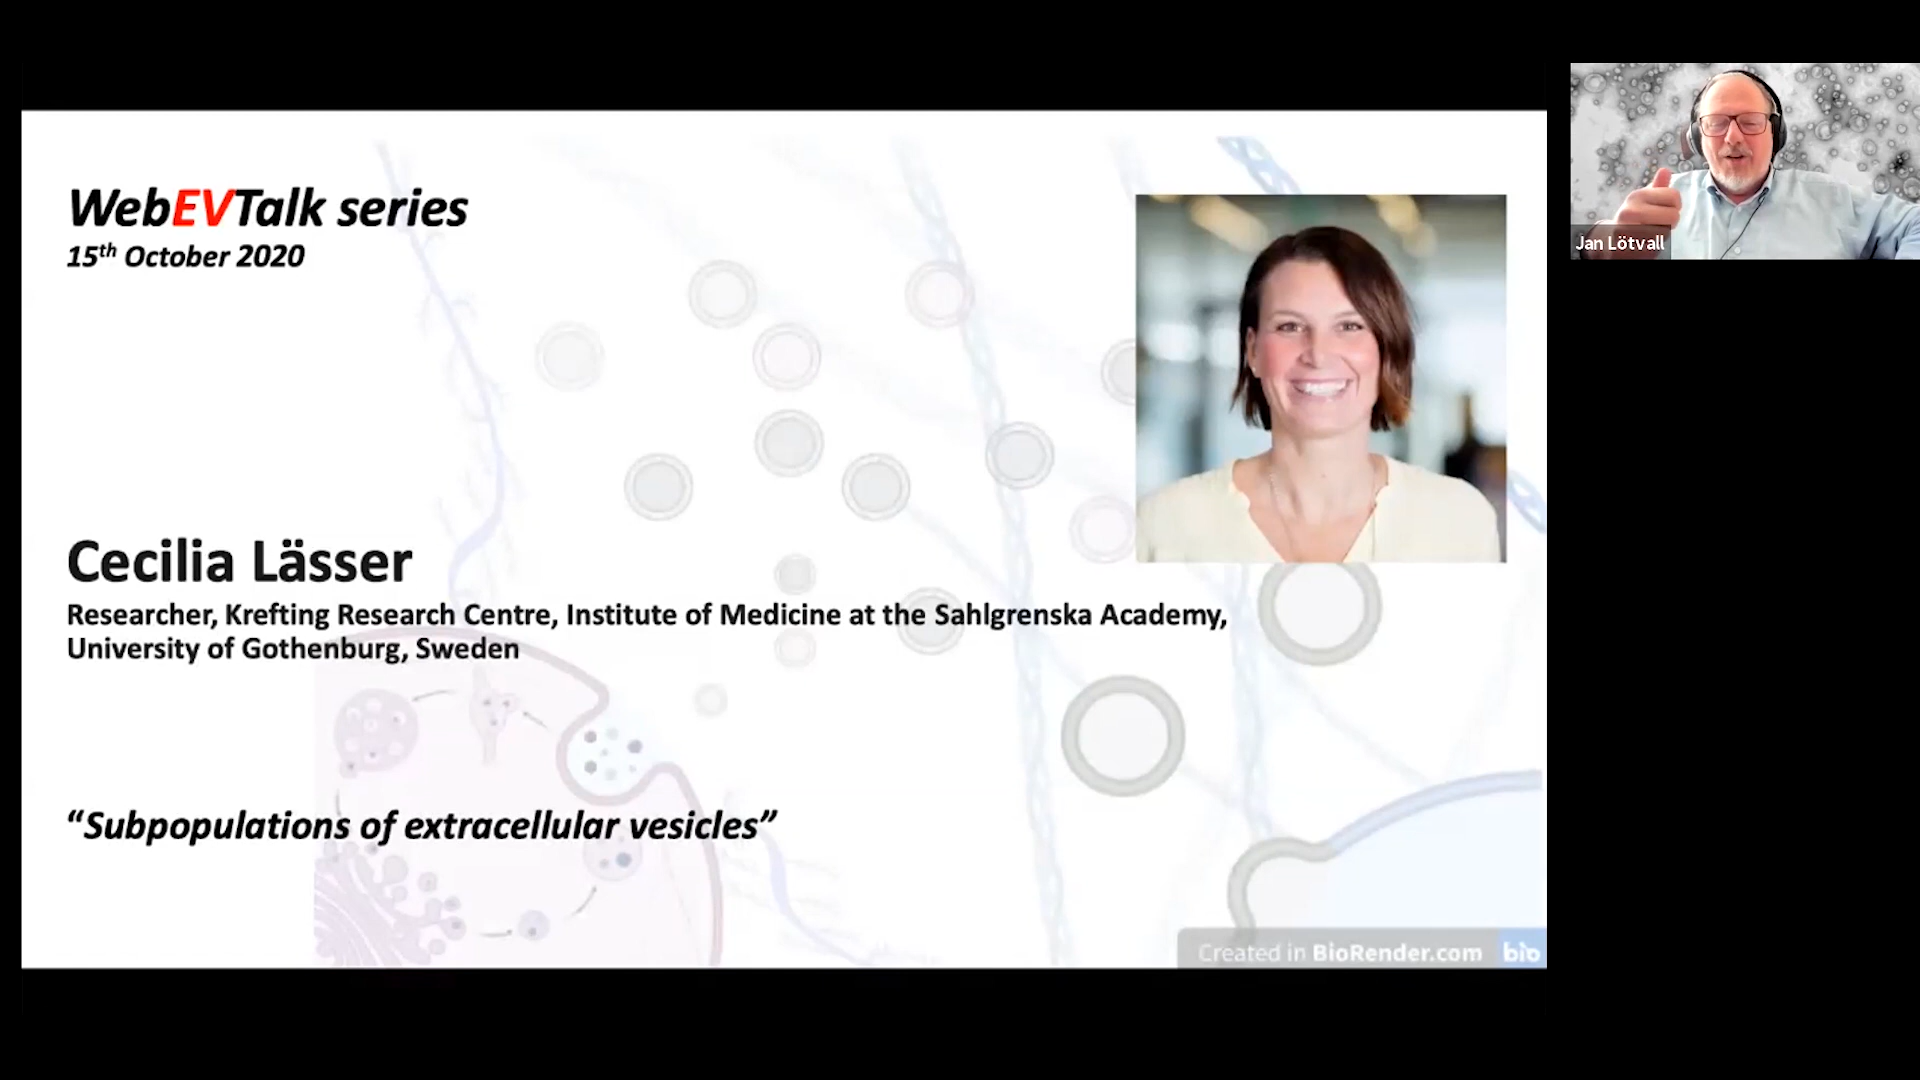 WebEVTalk series
15th October 2020
Jan Lötvall
Cecilia Lässer
Researcher, Krefting Research Centre, Institute of Medicine at the Sahlgrenska Academy,
University of Gothenburg, Sweden
“Subpopulations of extracellular vesicles”
Created in BioRender.com bio